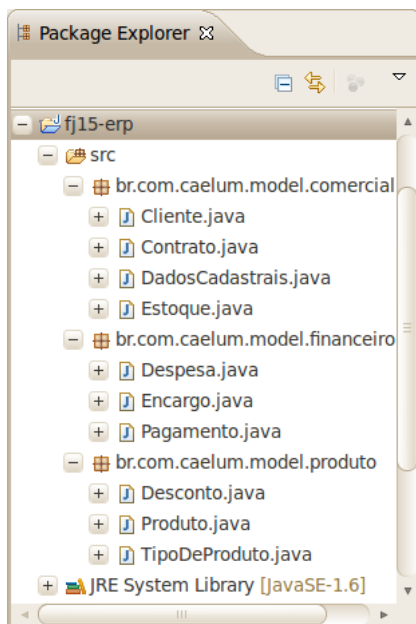 Package Explorer
fj15-erp
src
br.com.caelum.model.comercial
Cliente.java
Contrato.java
DadosCadastrais.java
Estoque.java
br.com.caelum.model.financeiro
Despesa.java
Encargo.java
Pagamento.java
br.com.caelum.model.produto
Desconto.java
Produto.java
TipoDeProduto.java
JRE System Library [JavaSE-1.6]